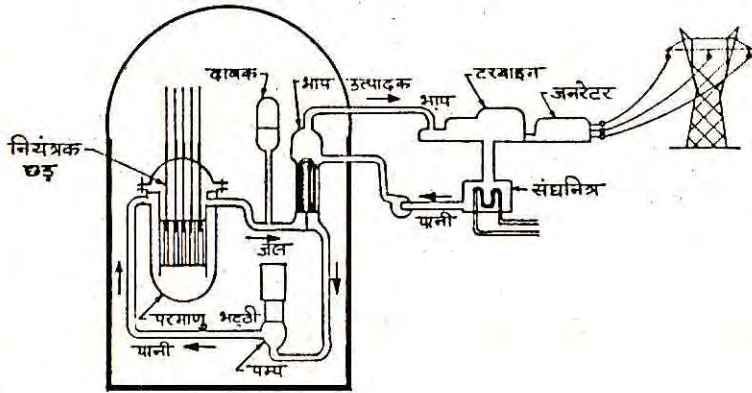 दाबक
भाप उत्पादक
भाप
टरबाइन
जनरेटर
नियंत्रक
छड़
संघनित्र
पानी
जल
परमाणु भट्ठी
पानी
पम्प